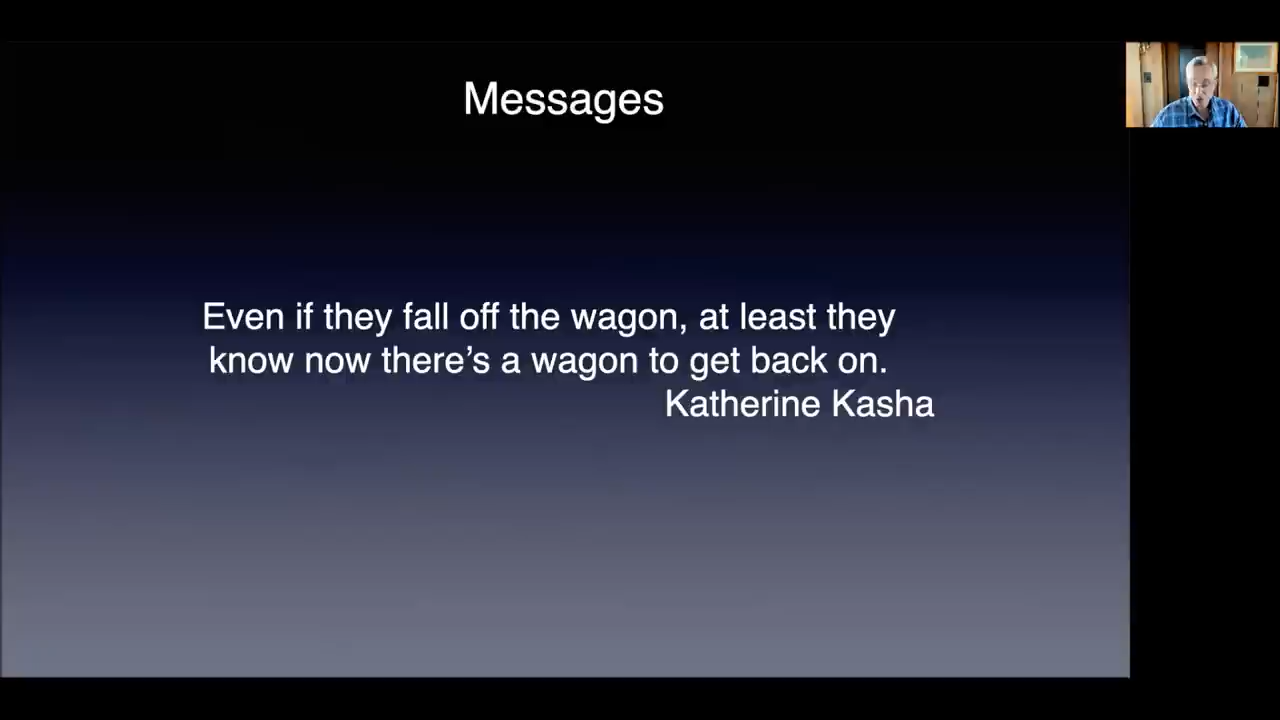 Messages
Even if they fall off the wagon, at least they
know now there’s a wagon to get back on.
Katherine Kasha